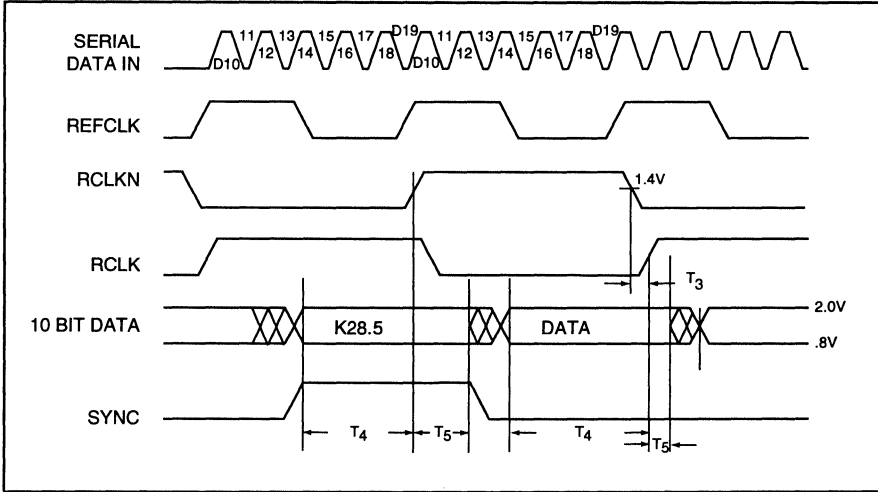 SERIAL
DATA IN
11 13 15 17 D19 11 13 15 17 D19
D10 12 14 16 18 D10 12 14 16 18
REFCLK
RCLKN
1.4V
RCLK
T3
10 BIT DATA
K28.5
DATA
2.0V
.8V
SYNC
T4
T5
T4
T5